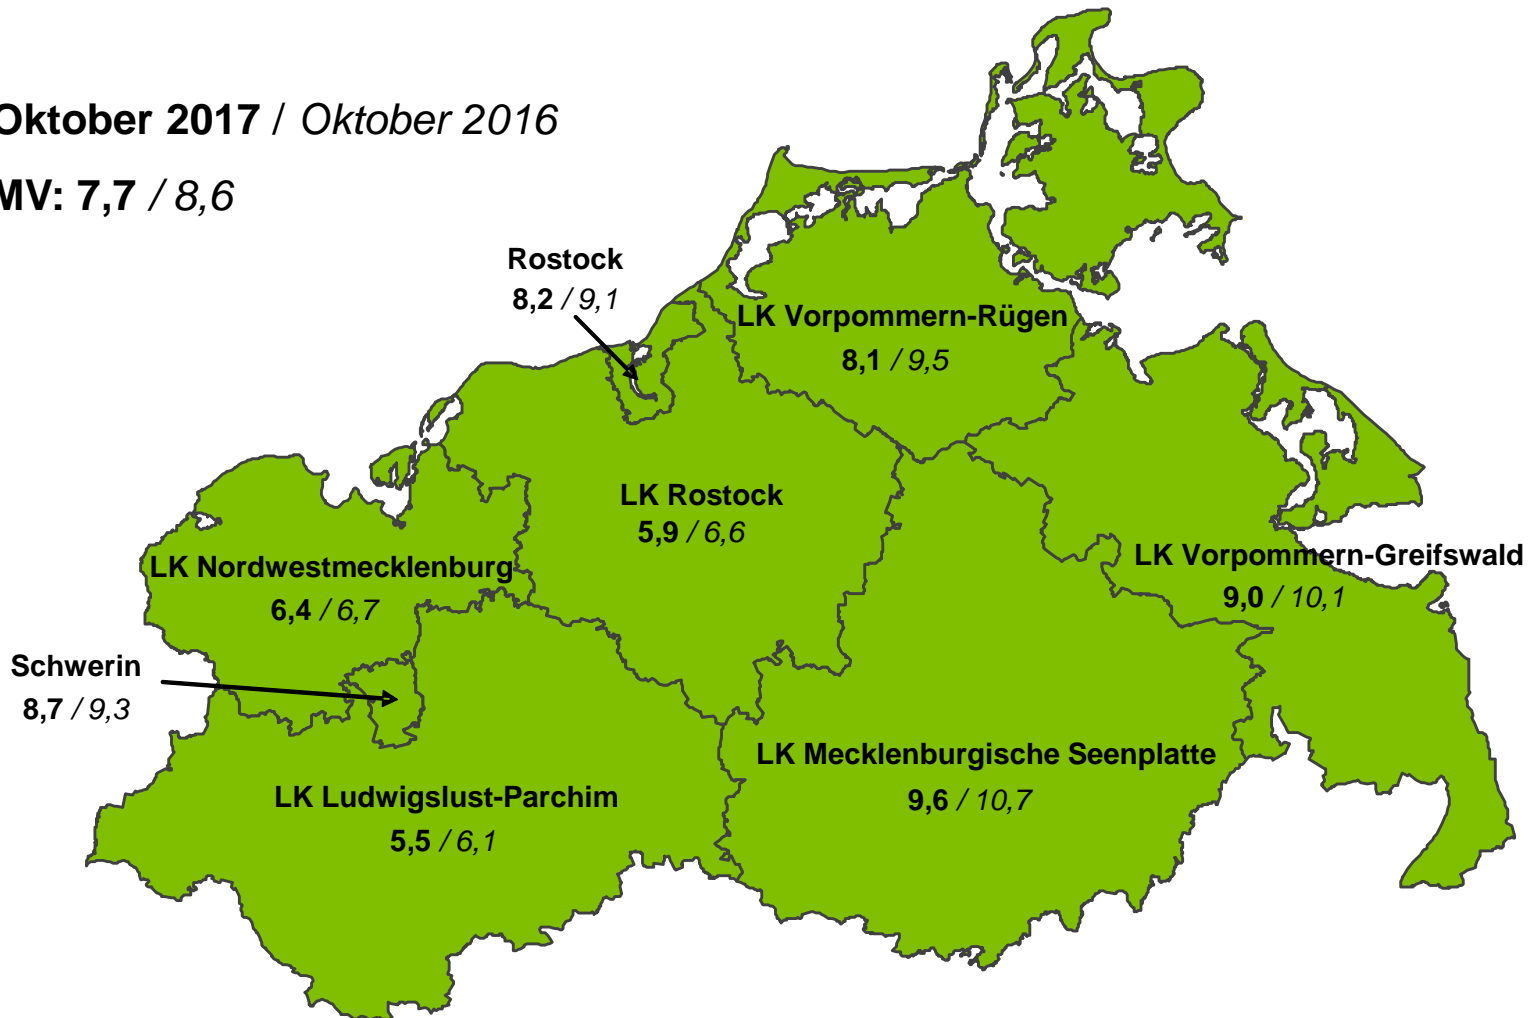 Oktober 2017 / Oktober 2016
MV: 7,7 / 8,6
Rostock
8,2 / 9,1
LK Vorpommern-Rügen
8,1 / 9,5
LK Rostock
5,9 / 6,6
LK Vorpommern-Greifswald
9,0 / 10,1
LK Nordwestmecklenburg
6,4 / 6,7
Schwerin
8,7 / 9,3
LK Mecklenburgische Seenplatte
9,6 / 10,7
LK Ludwigslust-Parchim
5,5 / 6,1